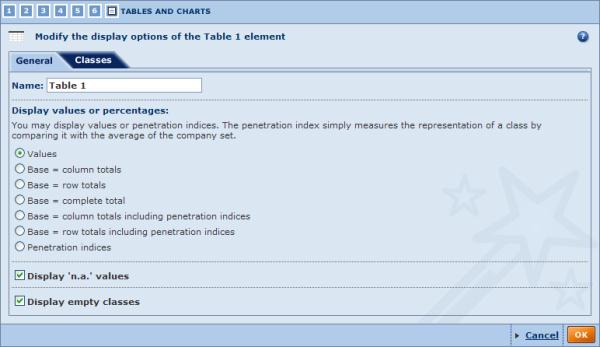 1 2 3 4 5 6 TABLES AND CHARTS
Modify the display options of the Table 1 element ?
General Classes
Name: Table 1
Display values or percentages:
You may display values or penetration indices. The penetration index simply measures the representation of a class by
comparing it with the average of the company set.
Values
Base = column totals
Base = row totals
Base = complete total
Base = column totals including penetration indices
Base = row totals including penetration indices
Penetration indices
Display 'n.a.' values
Display empty classes
Cancel OK